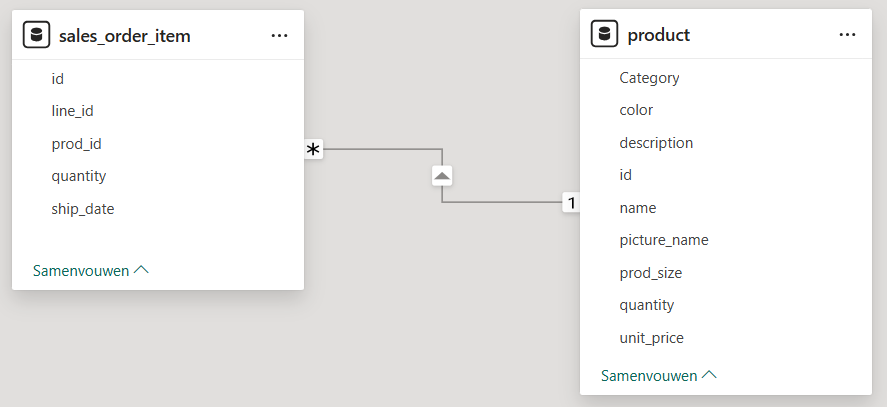 sales_order_item
id
line_id
prod_id
quantity
ship_date
Samenvouwen
*
1
product
Category
color
description
id
name
picture_name
prod_size
quantity
unit_price
Samenvouwen